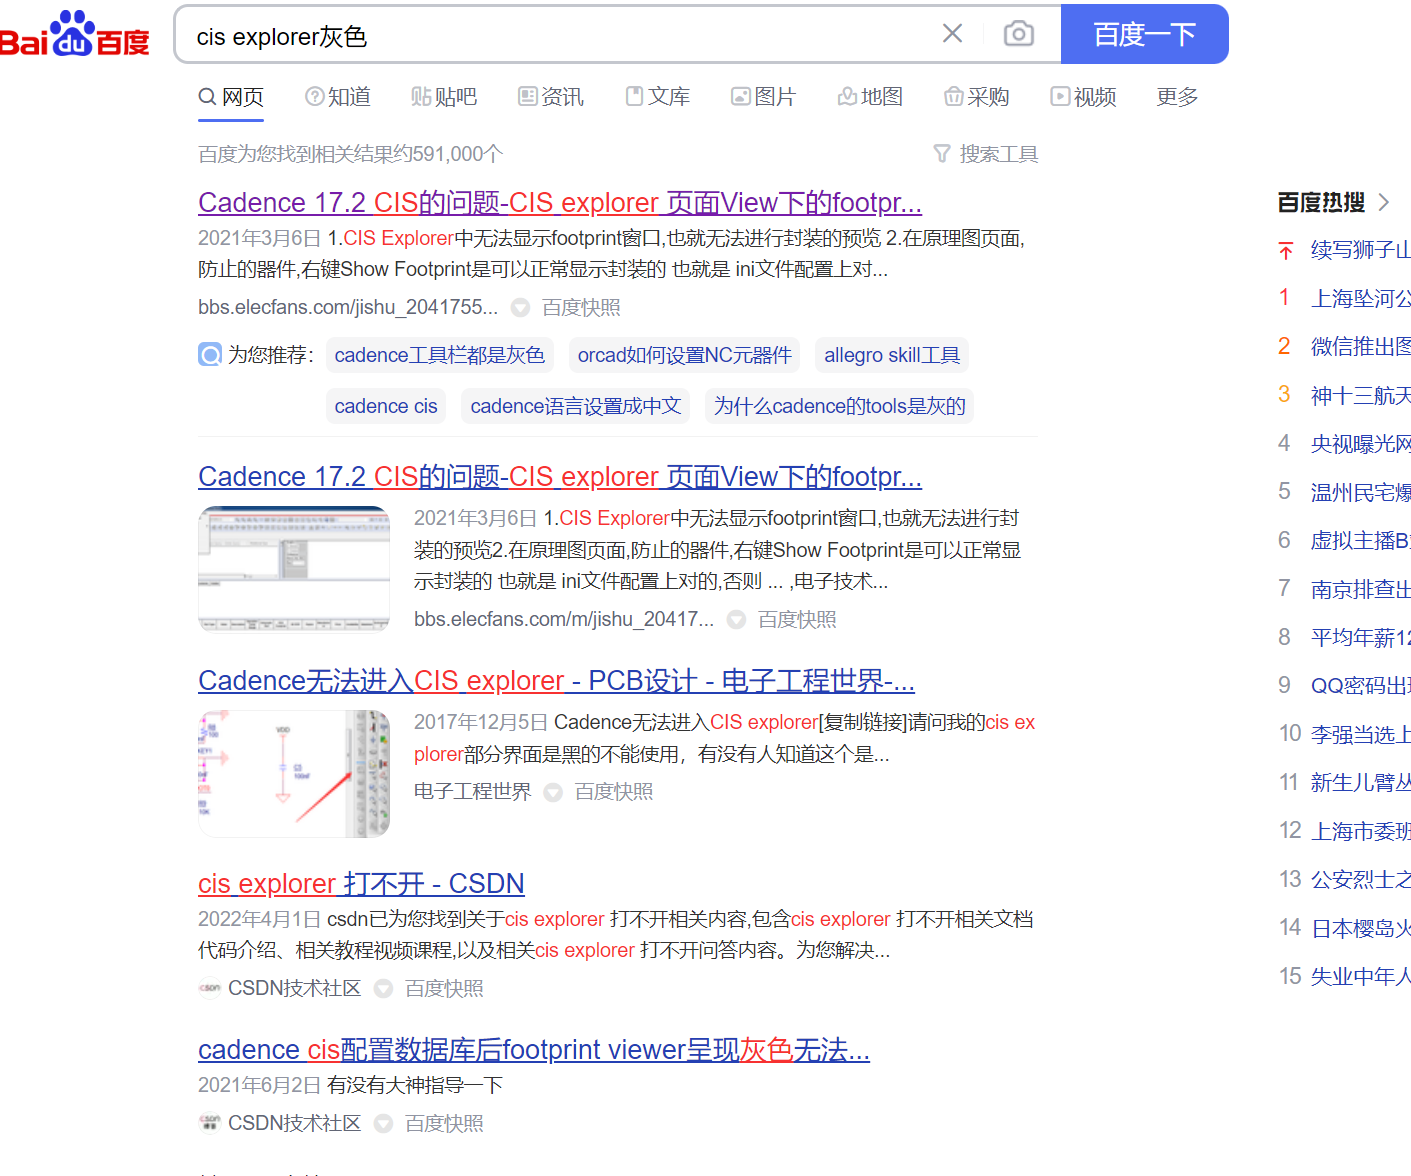 Bai du 百度
cis explorer灰色
百度一下
网页 知道 贴吧 资讯 文库 图片 地图 采购 视频 更多
百度为您找到相关结果约591,000个
搜索工具
Cadence 17.2 CIS的问题-CIS explorer 页面View下的footpr...
2021年3月6日 1.CIS Explorer中无法显示footprint窗口,也就无法进行封装的预览 2.在原理图页面,
防止的器件,右键Show Footprint是可以正常显示封装的 也就是 ini文件配置上对...
bbs.elecfans.com/jishu_2041755... 百度快照
为您推荐: cadence工具栏都是灰色 orcad如何设置NC元器件 allegro skill工具
cadence cis cadence语言设置成中文 为什么cadence的tools是灰的
Cadence 17.2 CIS的问题-CIS explorer 页面View下的footpr...
2021年3月6日 1.CIS Explorer中无法显示footprint窗口,也就无法进行封
装的预览2.在原理图页面,防止的器件,右键Show Footprint是可以正常显
示封装的 也就是 ini文件配置上对的,否则 ... ,电子技术...
bbs.elecfans.com/m/jishu_20417... 百度快照
Cadence无法进入CIS explorer - PCB设计 - 电子工程世界-...
VDD
C3
100nF
10K
2017年12月5日 Cadence无法进入CIS explorer[复制链接]请问我的cis ex
plorer部分界面是黑的不能使用，有没有人知道这个是...
电子工程世界 百度快照
cis explorer 打不开 - CSDN
2022年4月1日 csdn已为您找到关于cis explorer 打不开相关内容,包含cis explorer 打不开相关文档
代码介绍、相关教程视频课程,以及相关cis explorer 打不开问答内容。为您解决...
CSDN CSDN技术社区 百度快照
cadence cis配置数据库后footprint viewer呈现灰色无法...
2021年6月2日 有没有大神指导一下
CSDN CSDN技术社区 百度快照
百度热搜
续写狮子山
1 上海坠河公
2 微信推出图
3 神十三航天
4 央视曝光网
5 温州民宅爆
6 虚拟主播B
7 南京排查出
8 平均年薪12
9 QQ密码出现
10 李强当选上
11 新生儿臂丛
12 上海市委班
13 公安烈士之
14 日本樱岛火
15 失业中年人